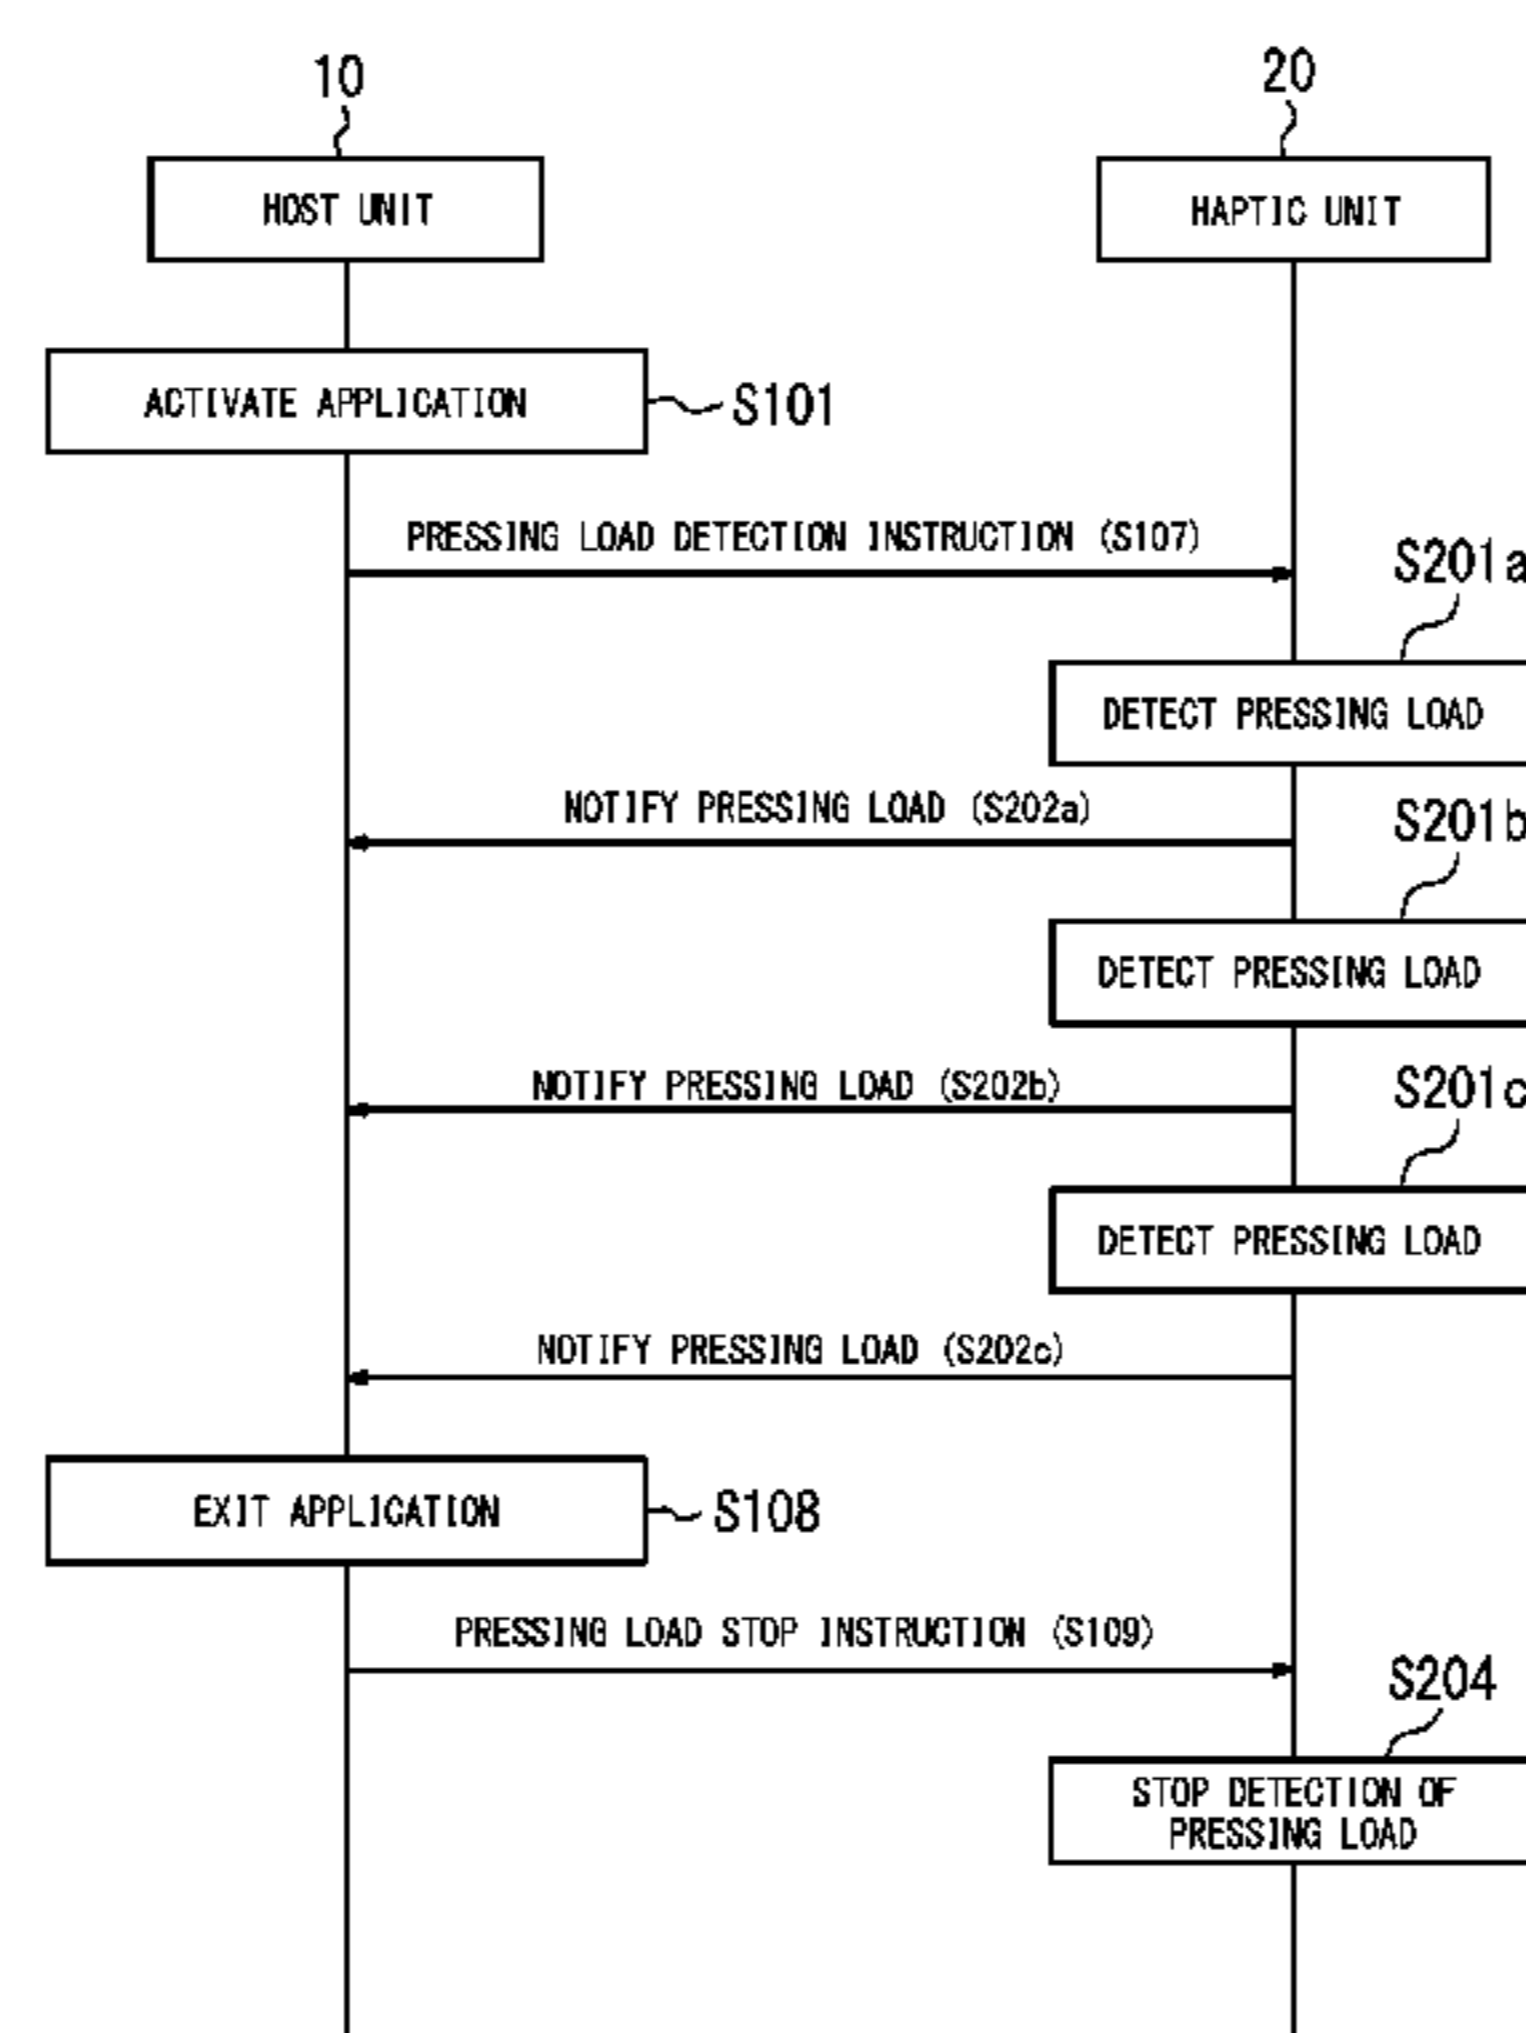 10
20
HOST UNIT
HAPTIC UNIT
ACTIVATE APPLICATION
S101
PRESSING LOAD DETECTION INSTRUCTION (S107)
S201a
DETECT PRESSING LOAD
NOTIFY PRESSING LOAD (S202a)
S201b
DETECT PRESSING LOAD
NOTIFY PRESSING LOAD (S202b)
S201c
DETECT PRESSING LOAD
NOTIFY PRESSING LOAD (S202c)
EXIT APPLICATION
S108
PRESSING LOAD STOP INSTRUCTION (S109)
S204
STOP DETECTION OF
PRESSING LOAD